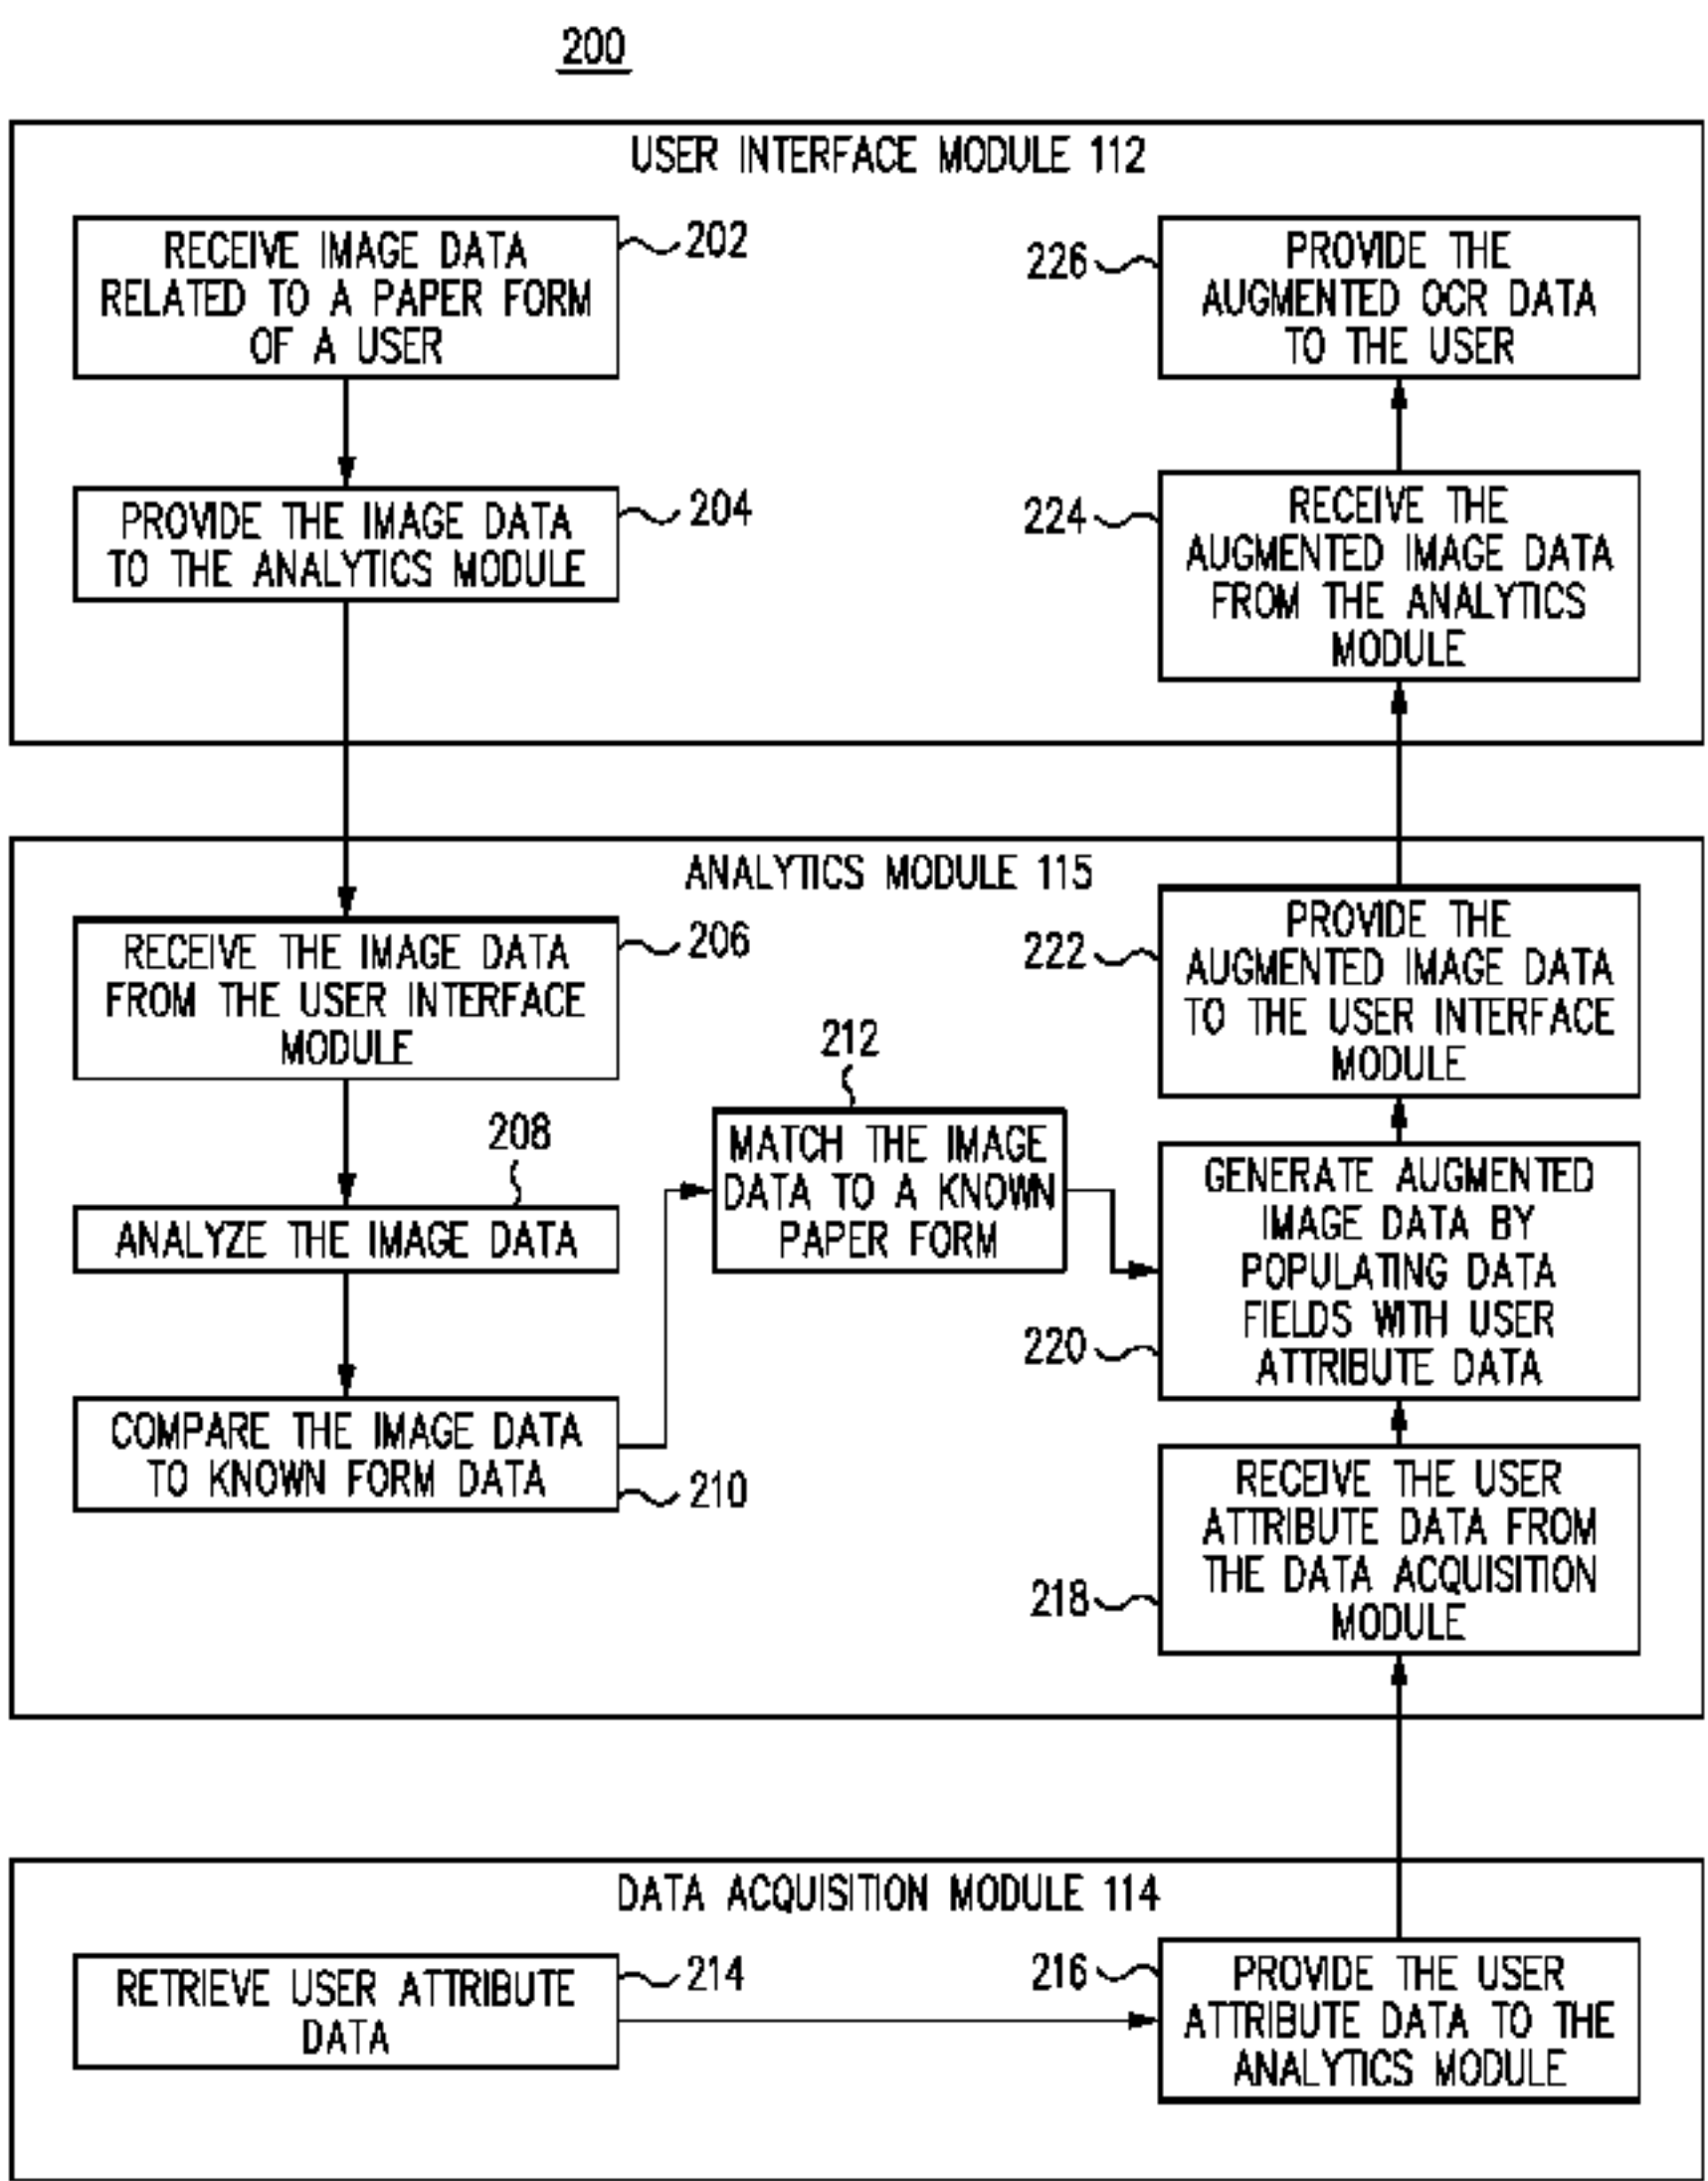 200
USER INTERFACE MODULE 112
RECEIVE IMAGE DATA
RELATED TO A PAPER FORM
OF A USER
202
PROVIDE THE IMAGE DATA
TO THE ANALYTICS MODULE
204
226
PROVIDE THE
AUGMENTED OCR DATA
TO THE USER
224
RECEIVE THE
AUGMENTED IMAGE DATA
FROM THE ANALYTICS
MODULE
ANALYTICS MODULE 115
RECEIVE THE IMAGE DATA
FROM THE USER INTERFACE
MODULE
206
208
ANALYZE THE IMAGE DATA
COMPARE THE IMAGE DATA
TO KNOWN FORM DATA
210
212
MATCH THE IMAGE
DATA TO A KNOWN
PAPER FORM
222
PROVIDE THE
AUGMENTED IMAGE DATA
TO THE USER INTERFACE
MODULE
GENERATE AUGMENTED
IMAGE DATA BY
POPULATING DATA
FIELDS WITH USER
ATTRIBUTE DATA
220
RECEIVE THE USER
ATTRIBUTE DATA FROM
THE DATA ACQUISITION
MODULE
218
DATA ACQUISITION MODULE 114
RETRIEVE USER ATTRIBUTE
DATA
214
216
PROVIDE THE USER
ATTRIBUTE DATA TO THE
ANALYTICS MODULE